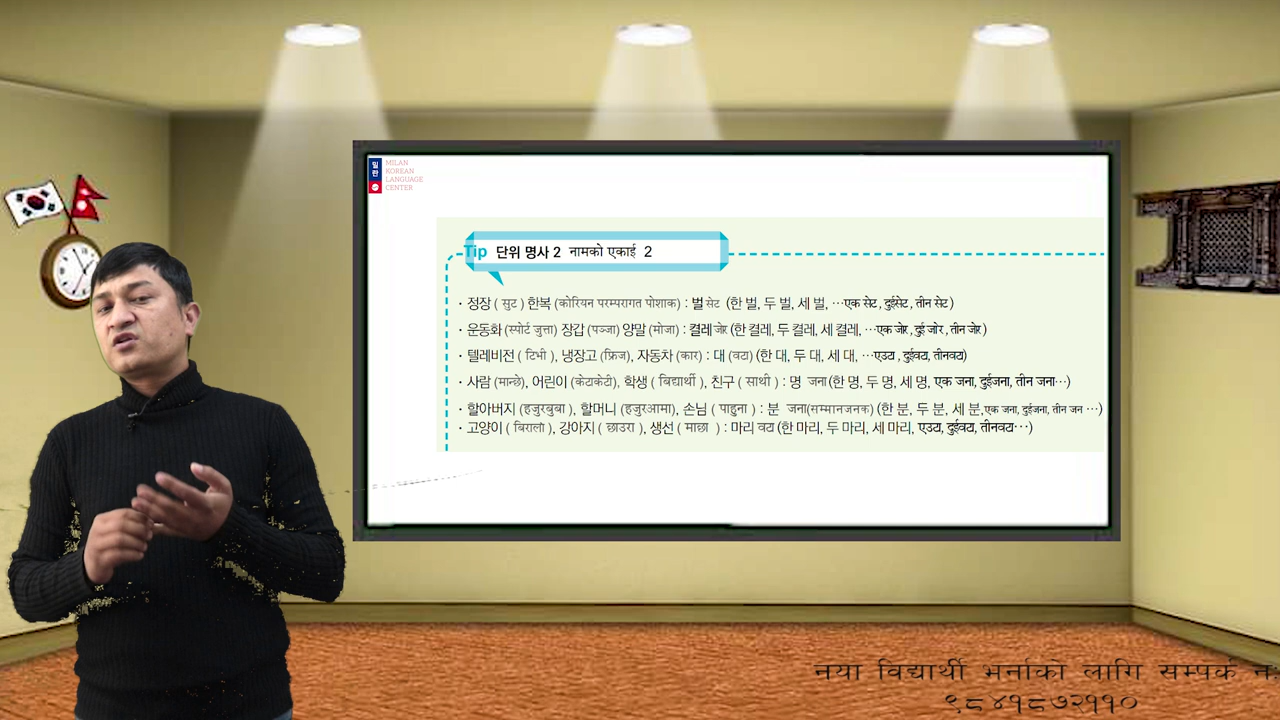 밀란
MILAN
KOREAN
LANGUAGE
CENTER
Tip 단위 명사 2 नामको एकाई 2
· 정장 ( सुट ) 한복 (कोरियन परम्परागत पोशाक) : 벌 सेट (한 벌, 두 벌, 세 벌, …एक सेट , दुईसेट , तीन सेट )
· 운동화 (स्पोर्ट जुत्ता) 장갑 (पञ्जा) 양말 (मोजा) : 켤레 जोर (한 켤레, 두 켤레, 세 켤레, …एक जोर , दुई जोर , तीन जोर )
· 텔레비전 ( टिभी ), 냉장고 (फ्रिज), 자동차 (कार) : 대 (वटा) (한 대, 두 대, 세 대, …एउटा , दुईवटा, तीनवटा)
· 사람 (मान्छे), 어린이 (केटाकेटी), 학생 ( बिद्यार्थी ), 친구 ( साथी ) : 명 जना (한 명, 두 명, 세 명, एक जना, दुईजना, तीन जना…)
· 할아버지 (हजुरबुबा ), 할머니 (हजुरआमा), 손님 ( पाहुना ) : 분 जना(सम्मानजनक) (한 분, 두 분, 세 분, एक जना, दुईजना, तीन जन …)
· 고양이 ( बिरालो ), 강아지 ( छाउरा ), 생선 ( माछा ) : 마리 वटा (한 마리, 두 마리, 세 마리, एउटा, दुईवटा, तीनवटा…)
नया विद्यार्थी भर्नाको लागि सम्पर्क न:
९८४१८७२११०